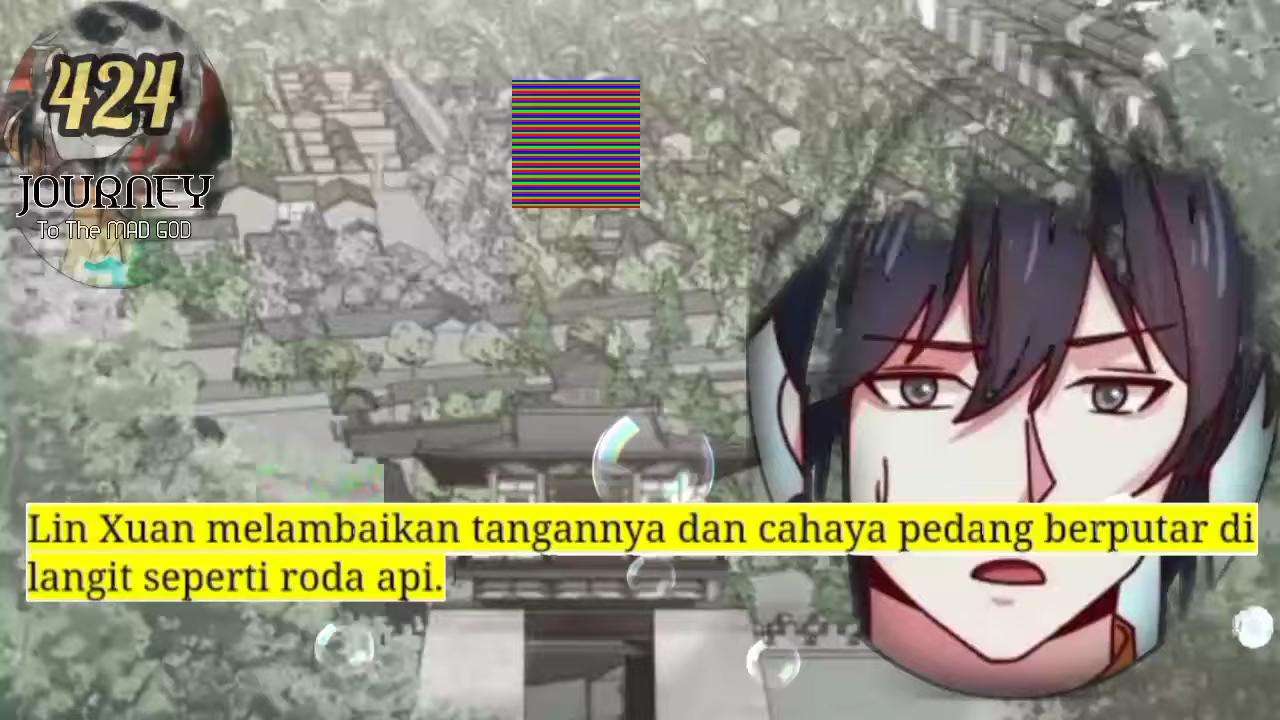 424
JOURNEY
To The MAD GOD
Lin Xuan melambaikan tangannya dan cahaya pedang berputar di
langit seperti roda api.